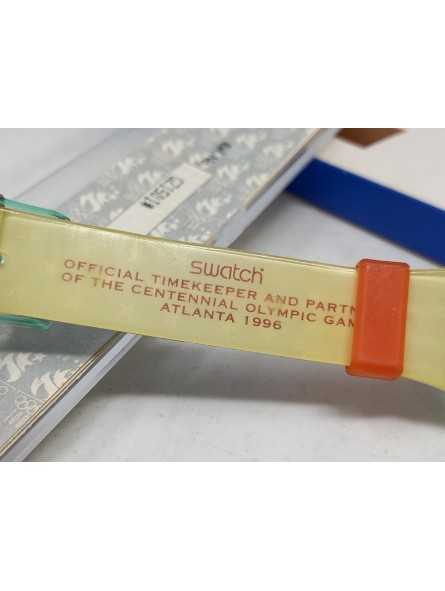 swatch
OFFICIAL TIMEKEEPER AND PARTN
OF THE CENTENNIAL OLYMPIC GAM
ATLANTA 1996